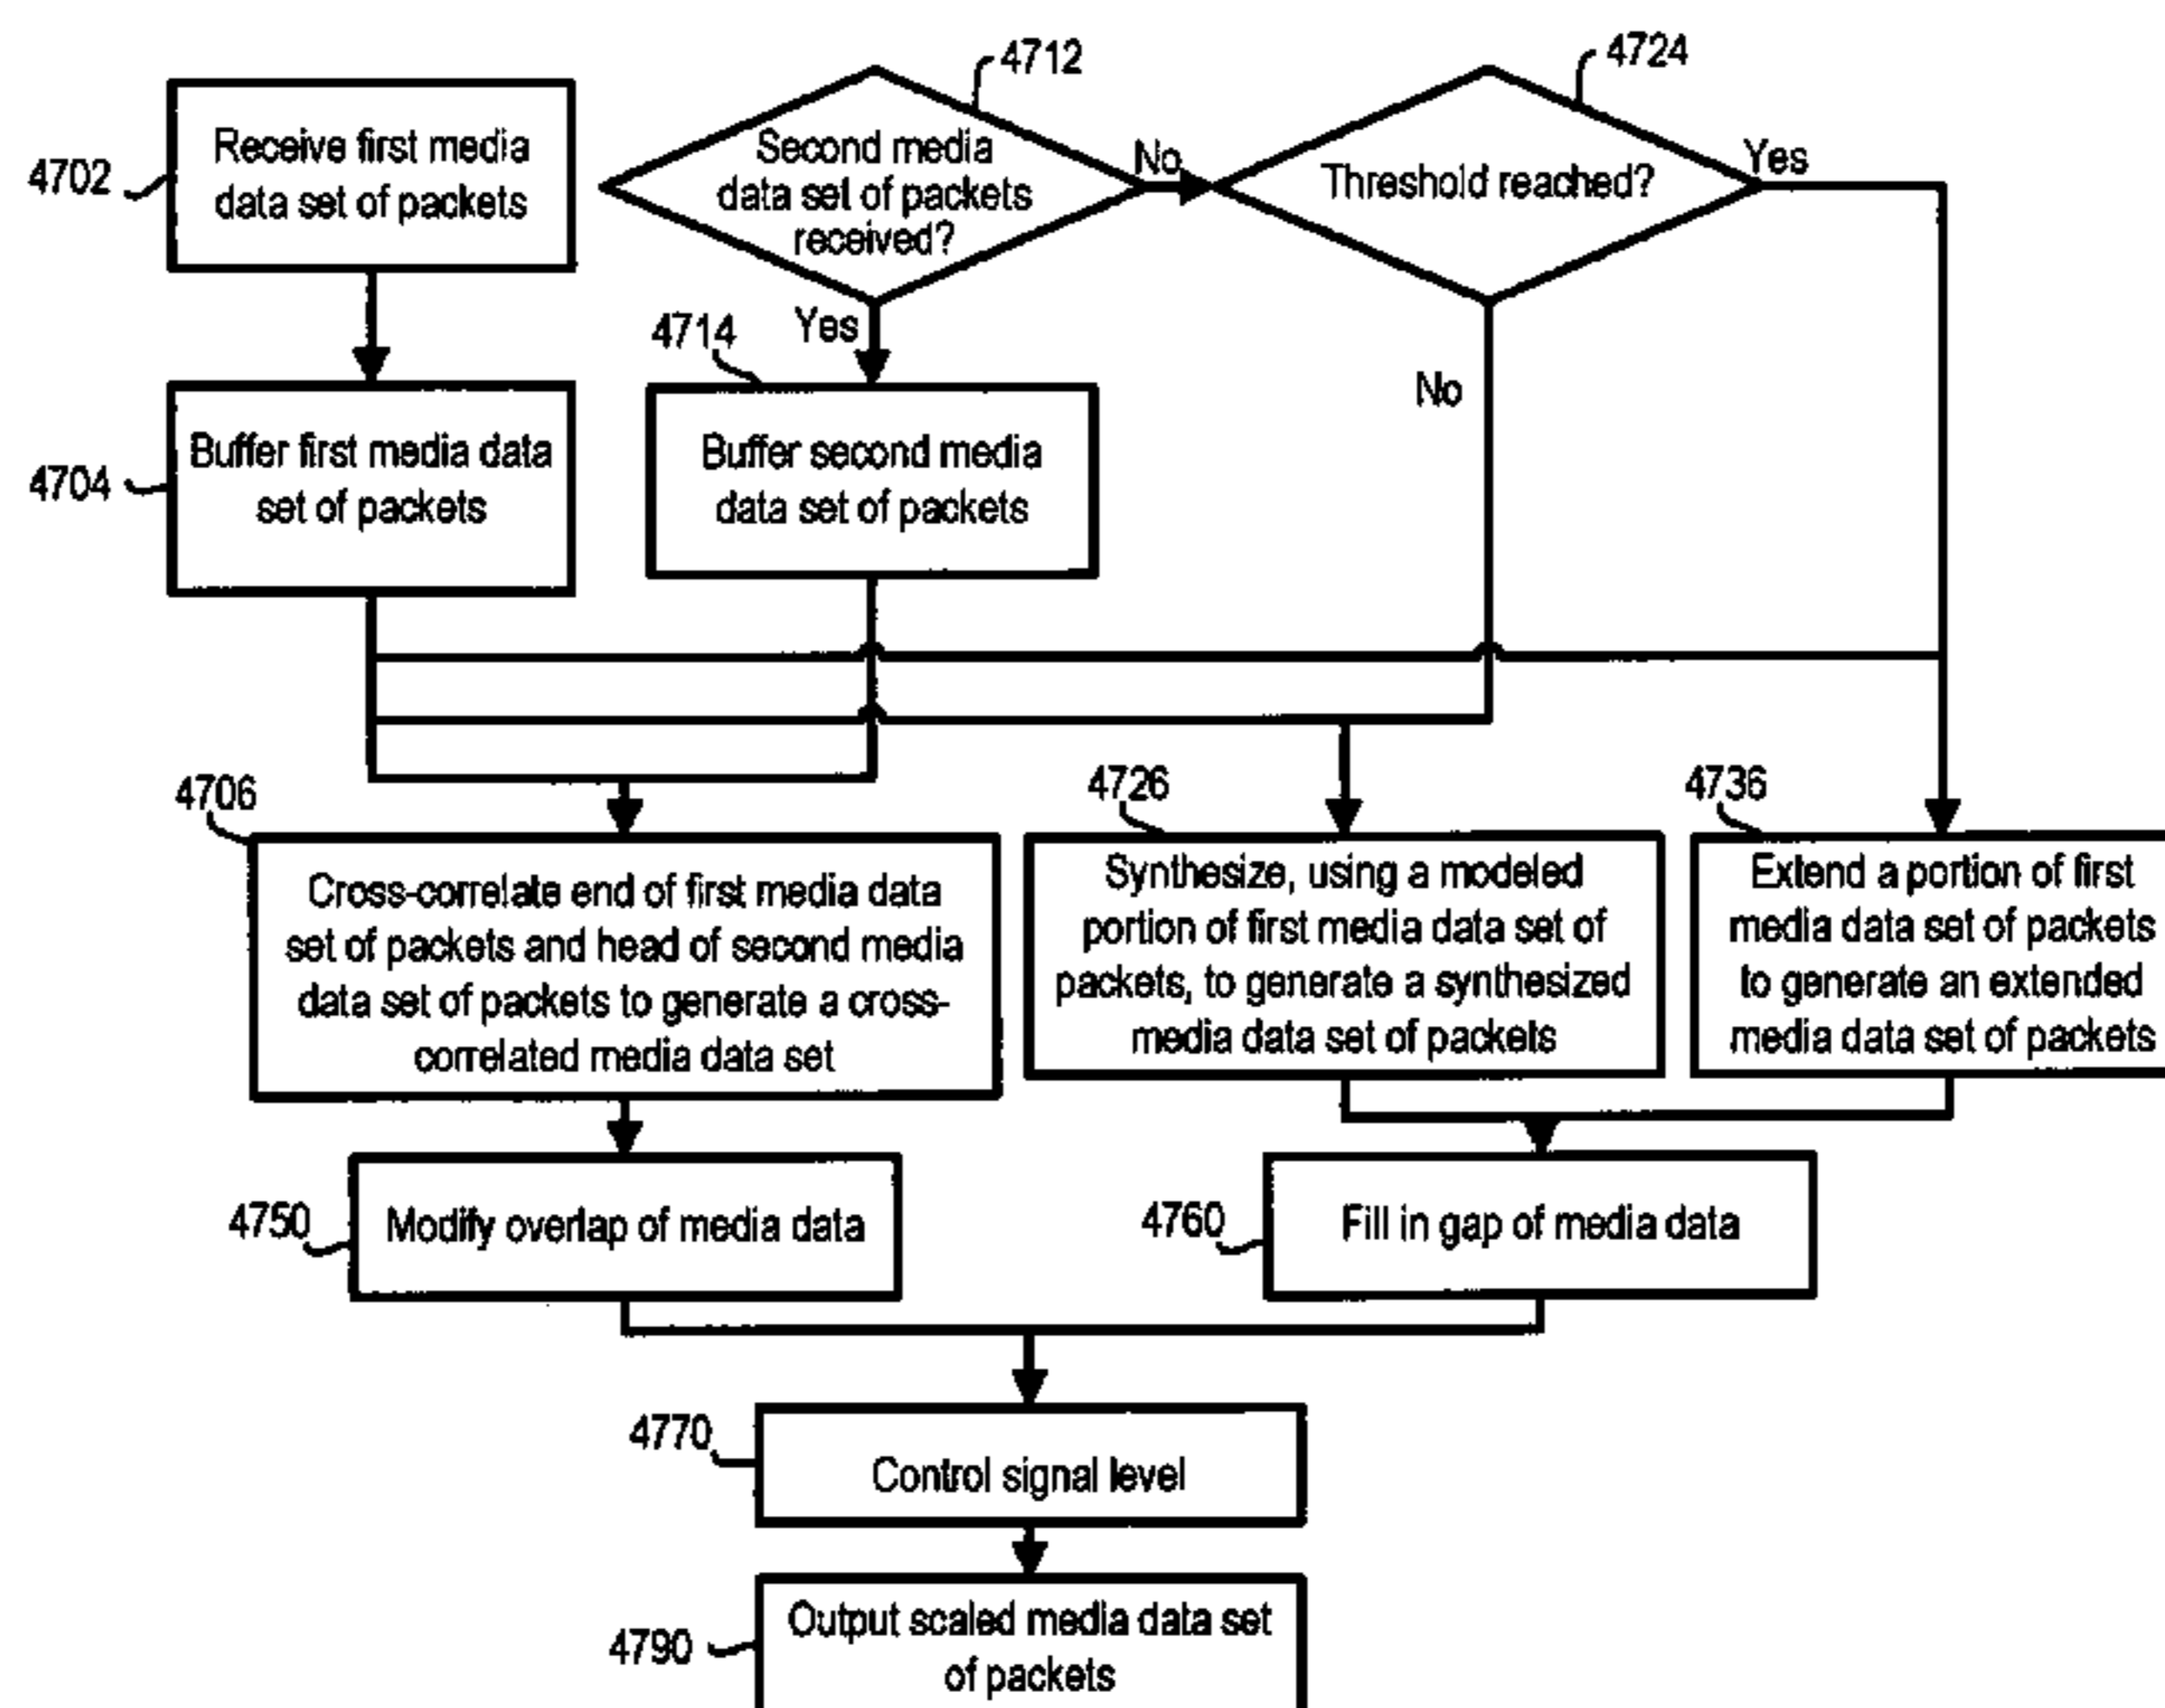 4702
Receive first media
data set of packets
4712
Second media
data set of packets
received?
No
4724
Threshold reached?
Yes
4704
Buffer first media data
set of packets
4714
Yes
Buffer second media
data set of packets
No
4706
Cross-correlate end of first media data
set of packets and head of second media
data set of packets to generate a cross-
correlated media data set
4726
Synthesize, using a modeled
portion of first media data set of
packets, to generate a synthesized
media data set of packets
4736
Extend a portion of first
media data set of packets
to generate an extended
media data set of packets
4750
Modify overlap of media data
4760
Fill in gap of media data
4770
Control signal level
4790
Output scaled media data set
of packets